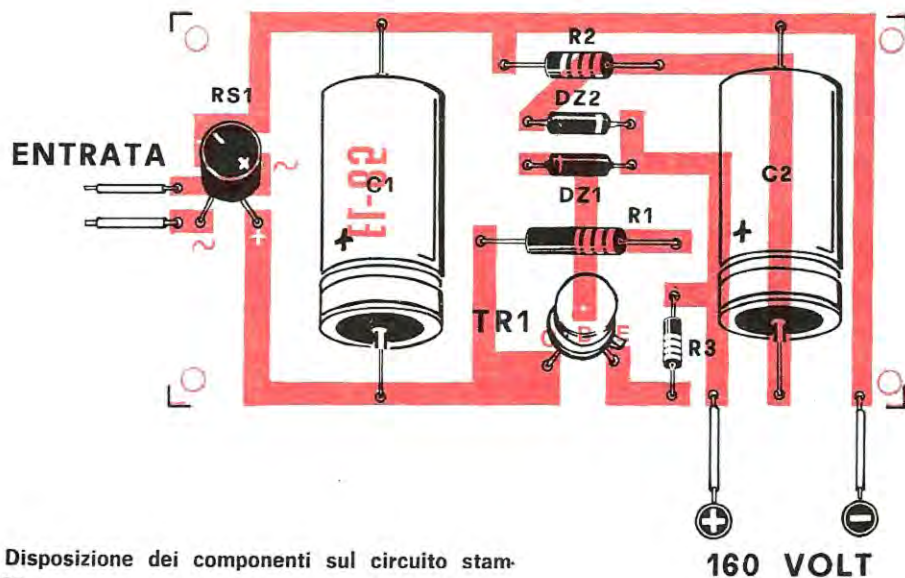 R2
RS1
DZ2
ENTRATA
~
C1
C2
DZ1
+
R1
+
~
+
TR1
C B E
R3
+
-
Disposizione dei componenti sul circuito stam-
160 VOLT